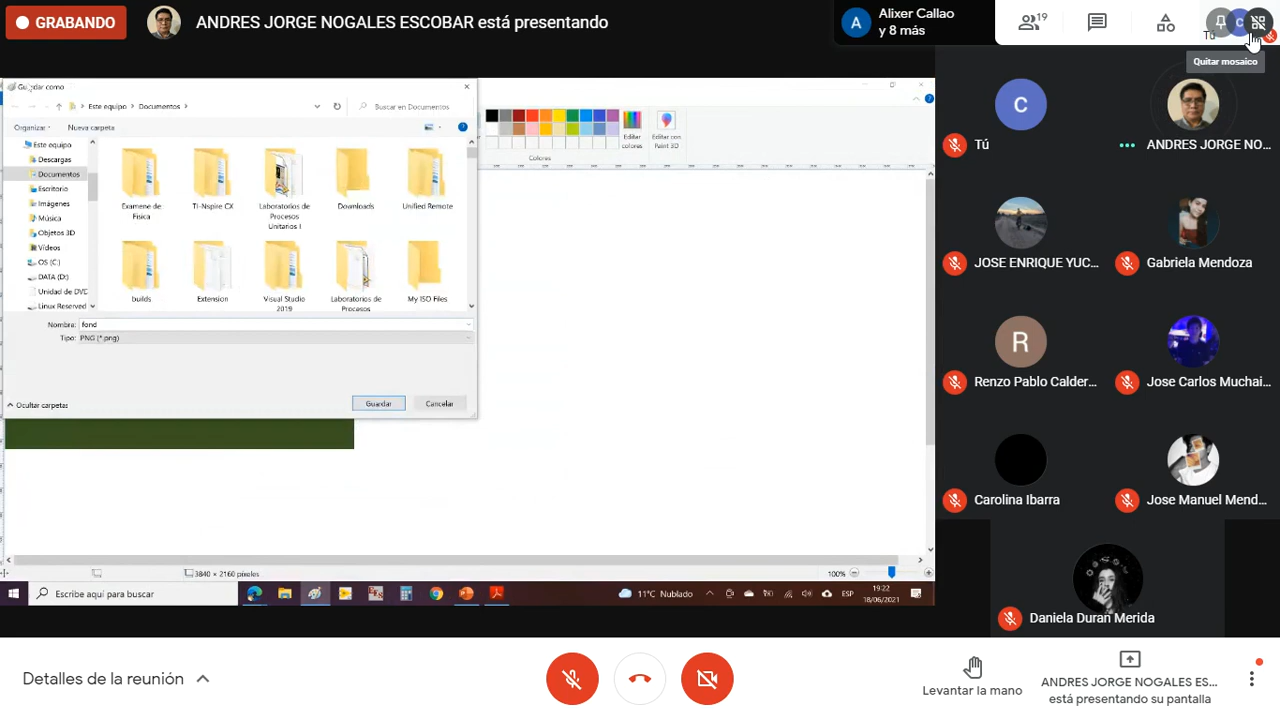 GRABANDO
ANDRES JORGE NOGALES ESCOBAR está presentando
A
Alixer Callao
y 8 más
19
C
Tú
Quitar mosaico
Guardar como
Este equipo > Documentos >
Buscar en Documentos
Organizar
Nueva carpeta
Este equipo
Descargas
Documentos
Escritorio
Imágenes
Música
Objetos 3D
Vídeos
OS (C:)
DATA (D:)
Unidad de DVD
Linux Reserved
Examene de Fisica
TI-Nspire CX
Laboratorios de Procesos Unitarios I
Downloads
Unified Remote
builds
Extension
Visual Studio 2019
Laboratorios de Procesos
My ISO Files
Nombre: fond
Tipo: PNG (*.png)
Ocultar carpetas
Guardar
Cancelar
Editar colores
Editar con Paint 3D
Colores
3840 × 2160 píxeles
100%
Escribe aquí para buscar
11°C Nublado
ESP
19:22
18/06/2021
C
Tú
ANDRES JORGE NO...
JOSE ENRIQUE YUC...
Gabriela Mendoza
R
Renzo Pablo Calder...
Jose Carlos Muchai...
Carolina Ibarra
Jose Manuel Mend...
Daniela Duran Merida
Detalles de la reunión
Levantar la mano
ANDRES JORGE NOGALES ES...
está presentando su pantalla